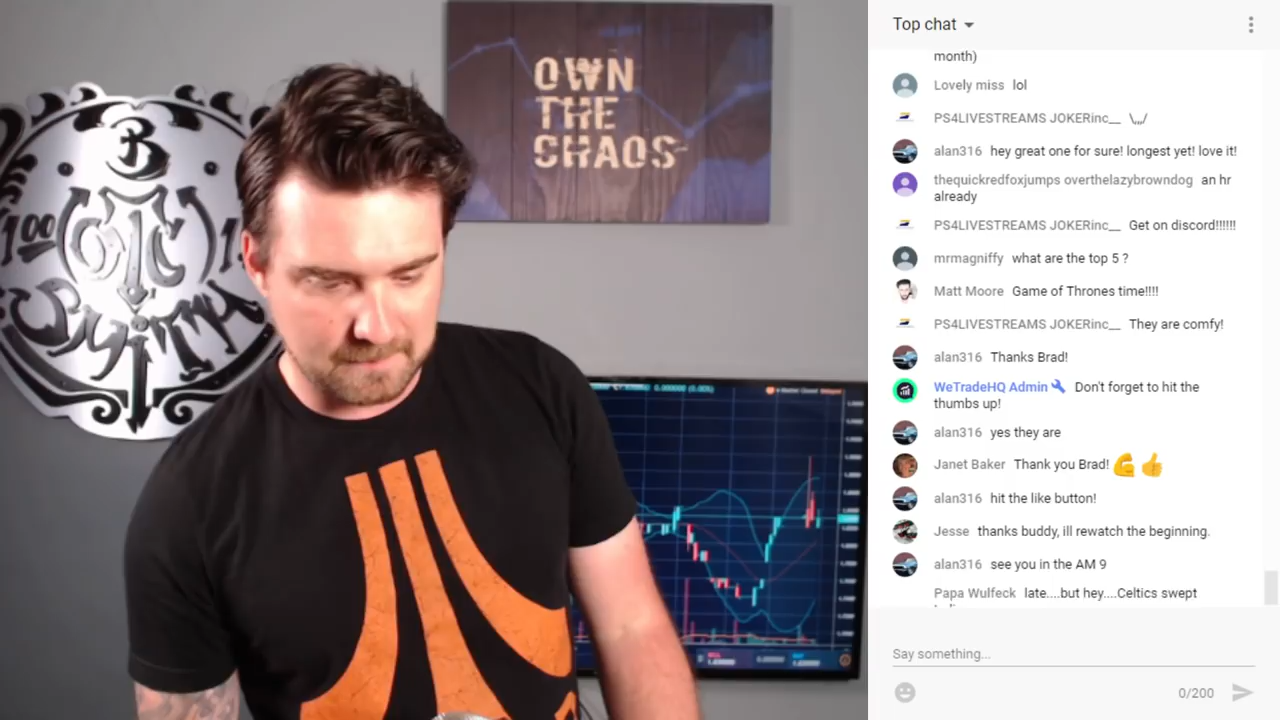 OWN
THE
CHAOS
B
100
OTC
SMITH
Top chat
month)
Lovely miss lol
PS4LIVESTREAMS JOKERinc__ \,,,/
alan316 hey great one for sure! longest yet! love it!
thequickredfoxjumps overthelazybrowndog an hr
already
PS4LIVESTREAMS JOKERinc__ Get on discord!!!!!!
mrmagniffy what are the top 5 ?
Matt Moore Game of Thrones time!!!!
PS4LIVESTREAMS JOKERinc__ They are comfy!
alan316 Thanks Brad!
WeTradeHQ Admin Don't forget to hit the
thumbs up!
alan316 yes they are
Janet Baker Thank you Brad! 💪👍
alan316 hit the like button!
Jesse thanks buddy, ill rewatch the beginning.
alan316 see you in the AM 9
Papa Wulfeck late....but hey....Celtics swept
Say something...
0/200